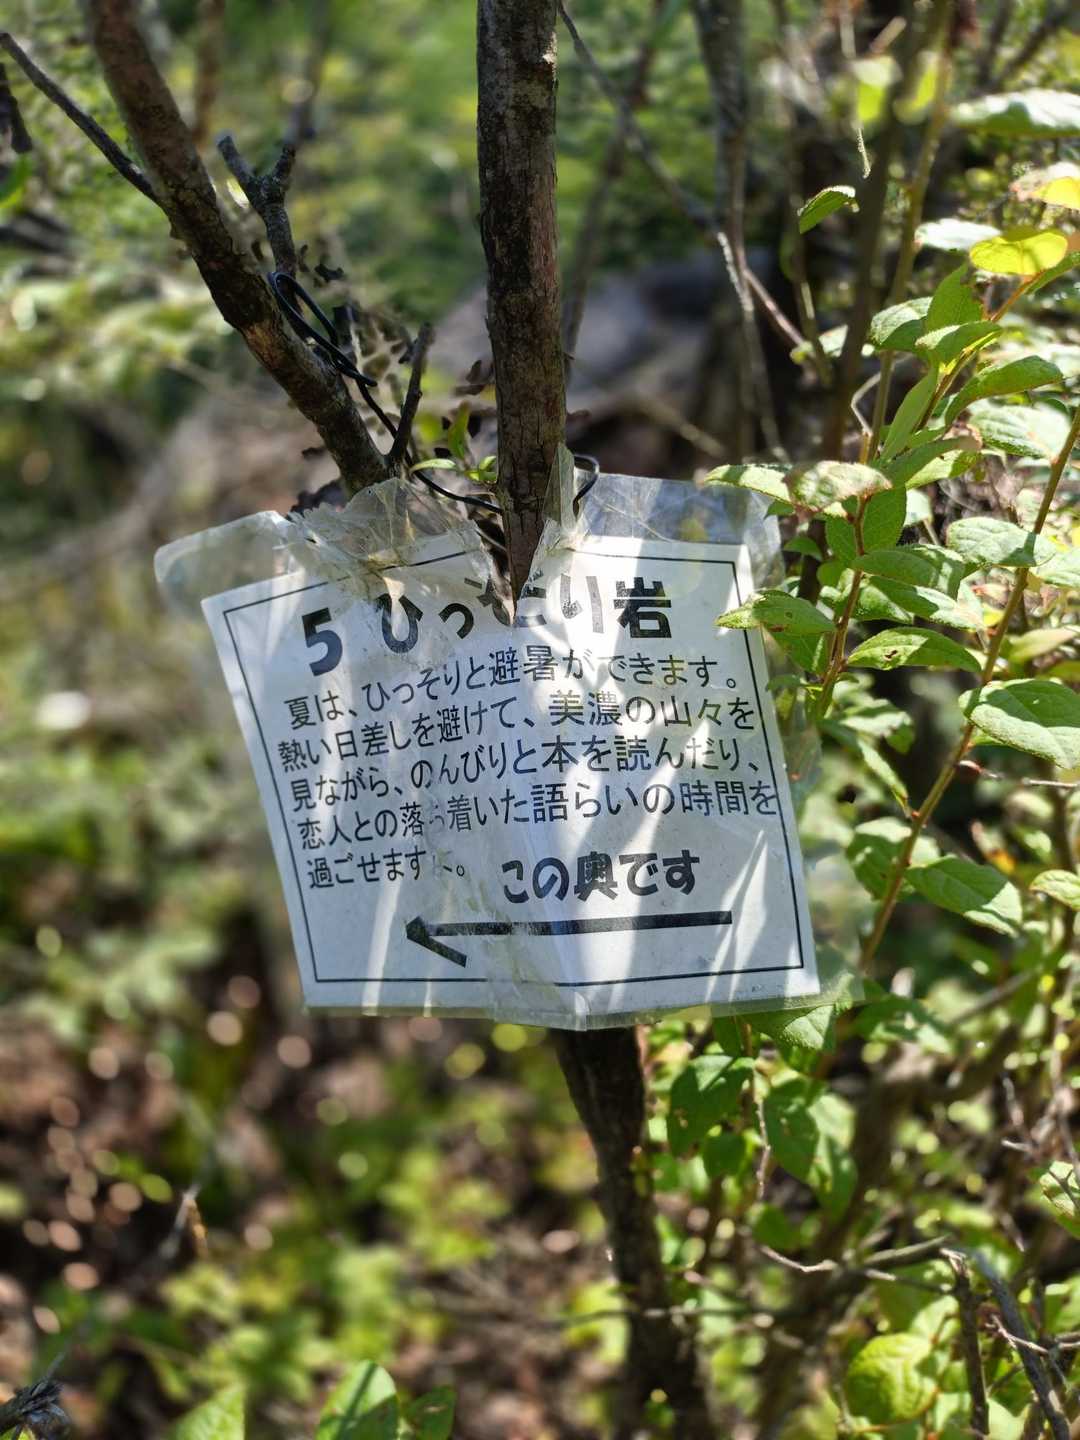 5 ひっそり岩
夏は、ひっそりと避暑ができます。
熱い日差しを避けて、美濃の山々を
見ながら、のんびりと本を読んだり、
恋人との落ち着いた語らいの時間を
過ごせますよ。
この奥です